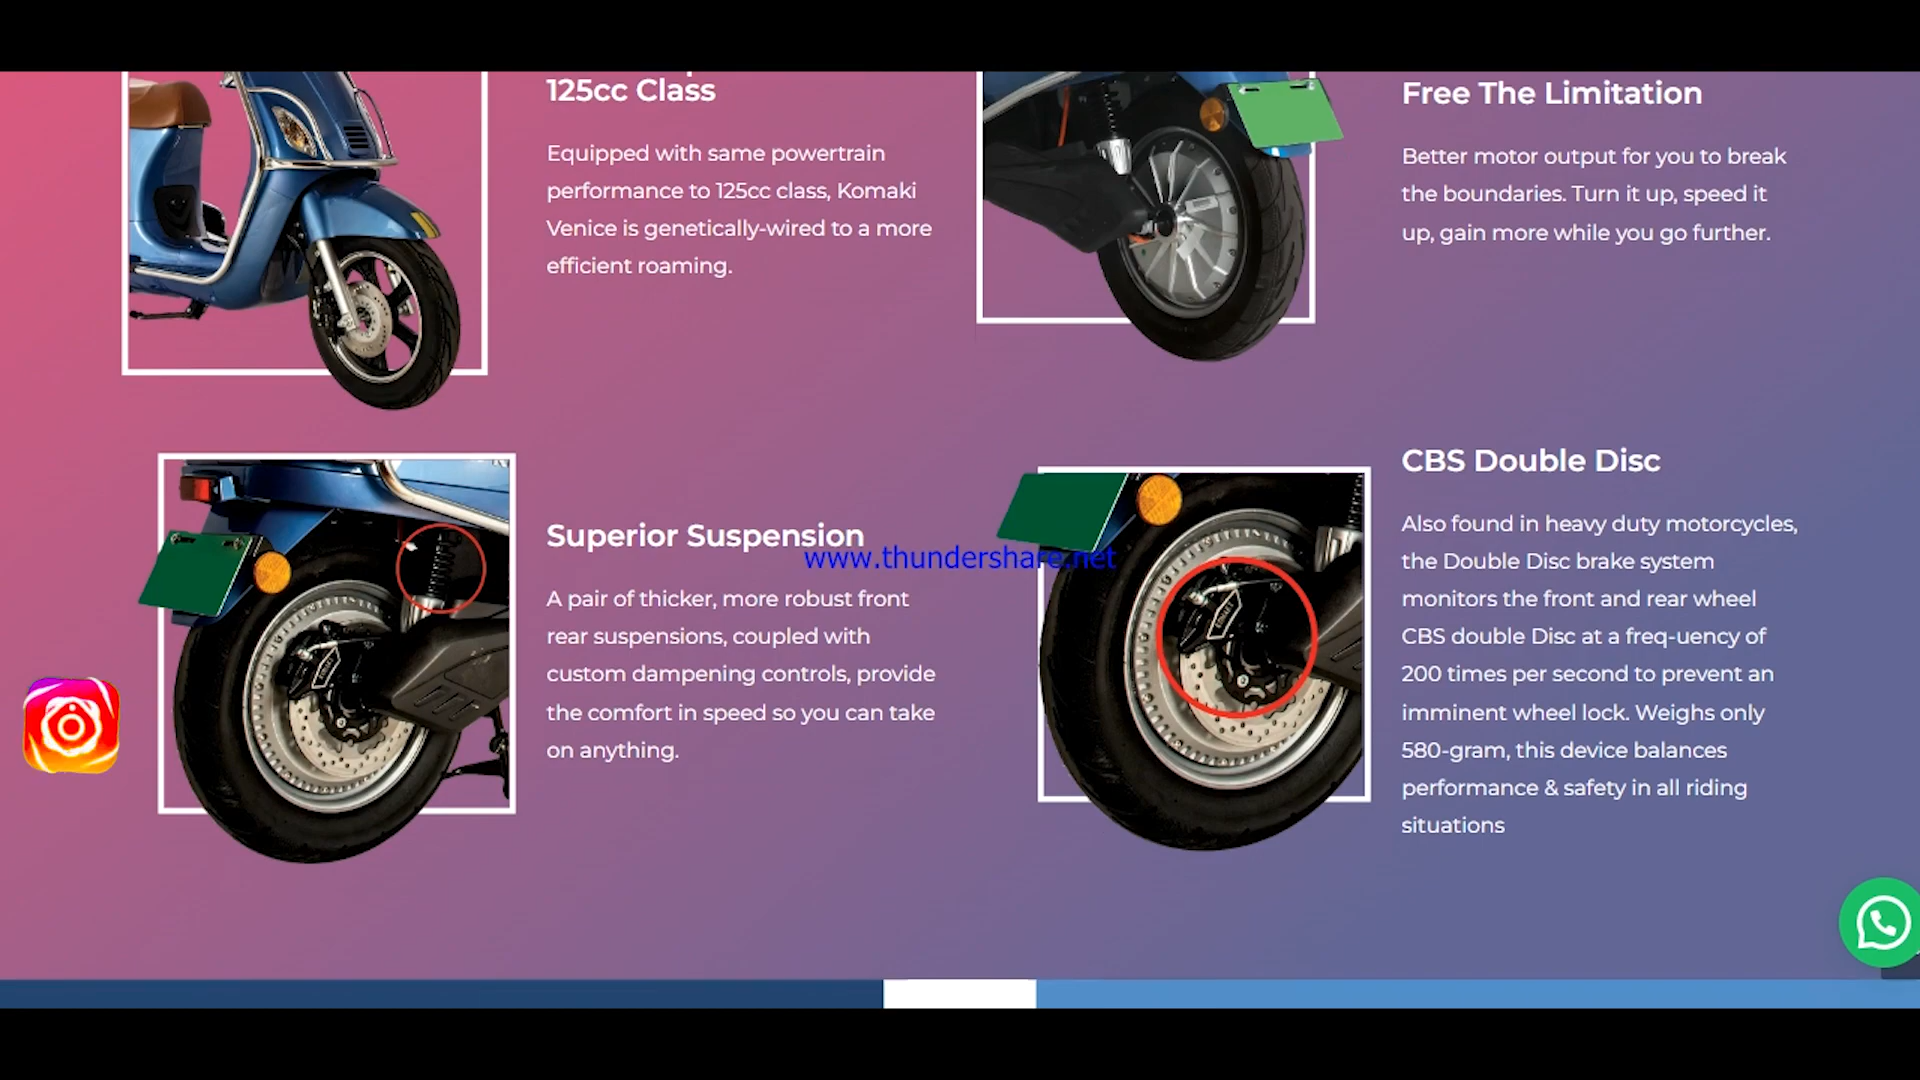 125cc Class
Equipped with same powertrain
performance to 125cc class, Komaki
Venice is genetically-wired to a more
efficient roaming.
Free The Limitation
Better motor output for you to break
the boundaries. Turn it up, speed it
up, gain more while you go further.
Superior Suspension
www.thundershare.net
A pair of thicker, more robust front
rear suspensions, coupled with
custom dampening controls, provide
the comfort in speed so you can take
on anything.
CBS Double Disc
Also found in heavy duty motorcycles,
the Double Disc brake system
monitors the front and rear wheel
CBS double Disc at a freq-uency of
200 times per second to prevent an
imminent wheel lock. Weighs only
580-gram, this device balances
performance & safety in all riding
situations